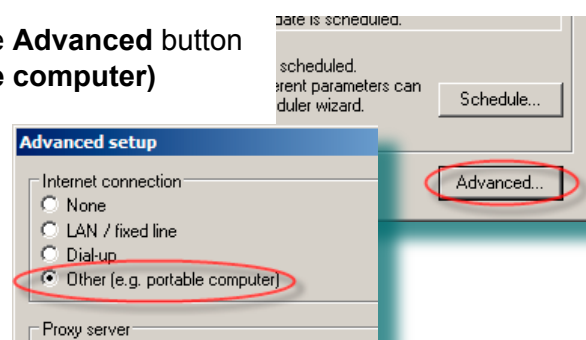 e Advanced button
e computer)
date is scheduled.
scheduled.
erent parameters can
duler wizard.
Schedule...
Advanced...
Advanced setup
Internet connection
None
LAN / fixed line
Dial-up
Other (e.g. portable computer)
Proxy server